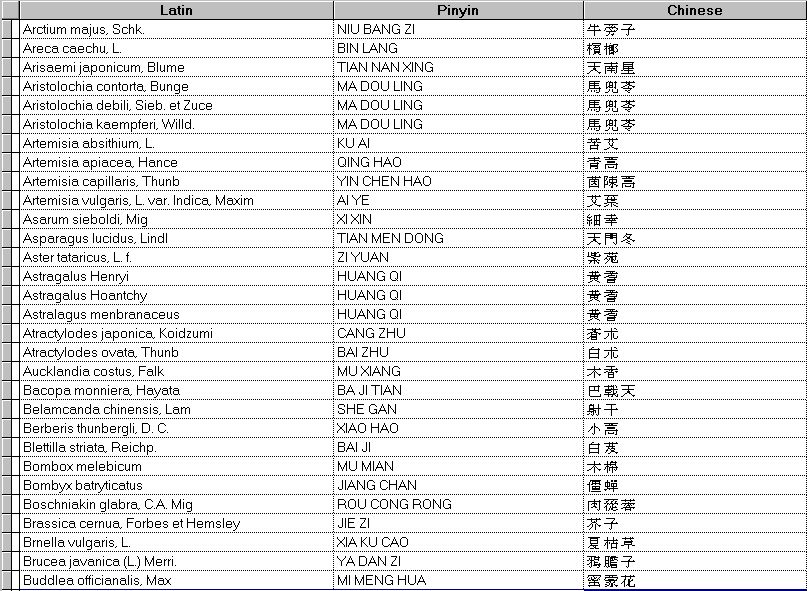 Latin Pinyin Chinese
Arctium majus, Schk. NIU BANG ZI 牛蒡子
Areca caechu, L. BIN LANG 檳榔
Arisaemi japonicum, Blume TIAN NAN XING 天南星
Aristolochia contorta, Bunge MA DOU LING 馬兜苓
Aristolochia debili, Sieb. et Zuce MA DOU LING 馬兜苓
Aristolochia kaempferi, Willd. MA DOU LING 馬兜苓
Artemisia absithium, L. KU AI 苦艾
Artemisia apiacea, Hance QING HAO 青蒿
Artemisia capillaris, Thunb YIN CHEN HAO 茵陳蒿
Artemisia vulgaris, L. var. Indica, Maxim AI YE 艾葉
Asarum sieboldi, Mig XI XIN 細辛
Asparagus lucidus, Lindl TIAN MEN DONG 天門冬
Aster tataricus, L. f. ZI YUAN 紫菀
Astragalus Henryi HUANG QI 黄耆
Astragalus Hoantchy HUANG QI 黄耆
Astralagus menbranaceus HUANG QI 黄耆
Atractylodes japonica, Koidzumi CANG ZHU 蒼朮
Atractylodes ovata, Thunb BAI ZHU 白朮
Aucklandia costus, Falk MU XIANG 木香
Bacopa monniera, Hayata BA JI TIAN 巴戟天
Belamcanda chinensis, Lam SHE GAN 射干
Berberis thunbergli, D. C. XIAO HAO 小蒿
Blettilla striata, Reichp. BAI JI 白芨
Bombox melebicum MU MIAN 木棉
Bombyx batryticatus JIANG CHAN 僵蟬
Boschniakin glabra, C.A. Mig ROU CONG RONG 肉蓯蓉
Brassica cernua, Forbes et Hemsley JIE ZI 芥子
Brnella vulgaris, L. XIA KU CAO 夏枯草
Brucea javanica (L.) Merri. YA DAN ZI 鴉膽子
Buddlea officianalis, Max MI MENG HUA 蜜蒙花